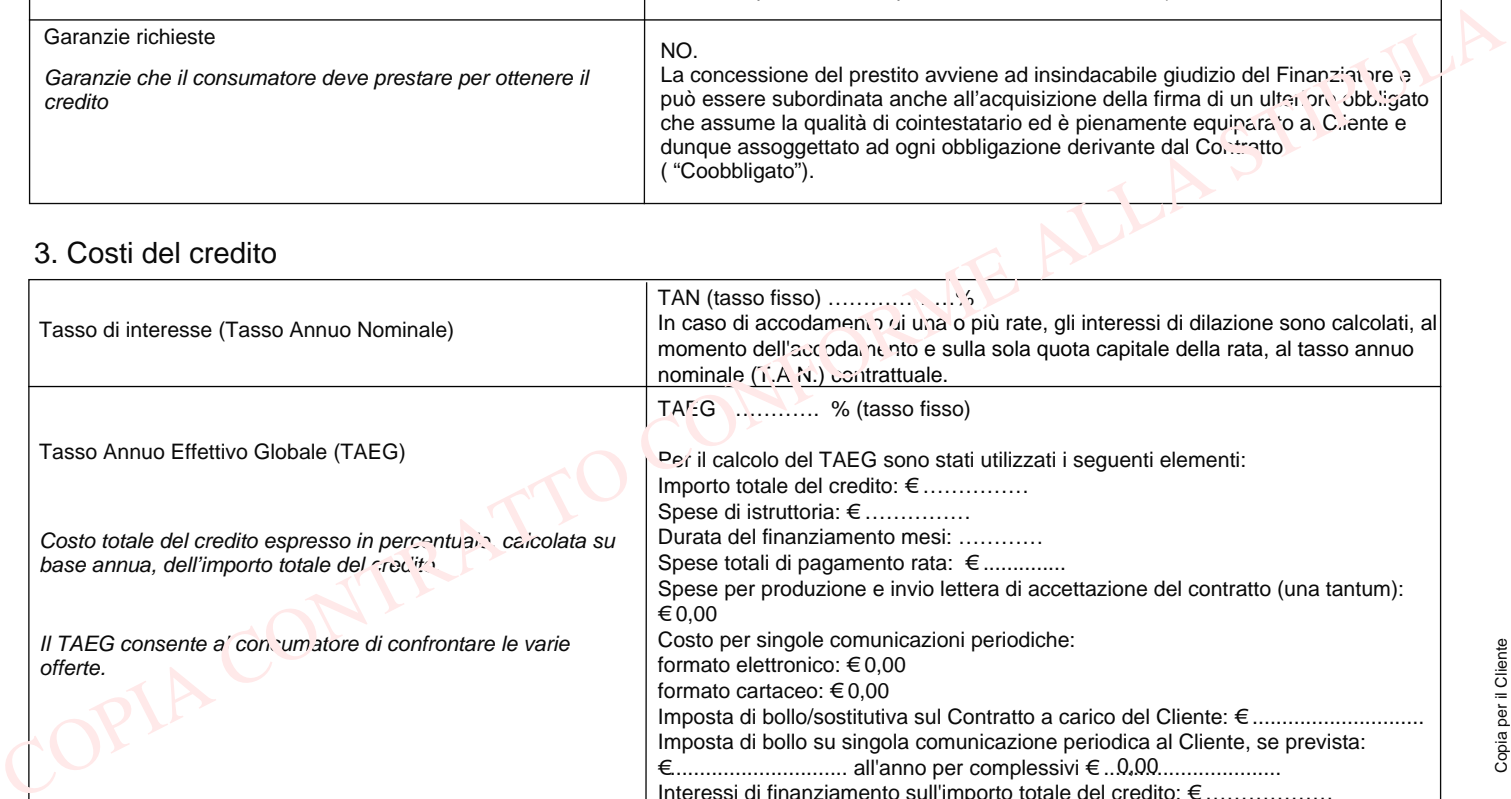 Garanzie richieste
Garanzie che il consumatore deve prestare per ottenere il
credito
NO.
La concessione del prestito avviene ad insindacabile giudizio del Finanziatore e
può essere subordinata anche all'acquisizione della firma di un ulteriore obbligato
che assume la qualità di cointestatario ed è pienamente equiparato al Cliente e
dunque assoggettato ad ogni obbligazione derivante dal Contratto
( “Coobbligato”).
3. Costi del credito
Tasso di interesse (Tasso Annuo Nominale)
TAN (tasso fisso) ………………%
In caso di accodamento di una o più rate, gli interessi di dilazione sono calcolati, al
momento dell'accodamento e sulla sola quota capitale della rata, al tasso annuo
nominale (T.A.N.) contrattuale.
Tasso Annuo Effettivo Globale (TAEG)
Costo totale del credito espresso in percentuale, calcolata su
base annua, dell'importo totale del credito
Il TAEG consente al consumatore di confrontare le varie
offerte.
TAEG ………… % (tasso fisso)
Per il calcolo del TAEG sono stati utilizzati i seguenti elementi:
Importo totale del credito: € ……………
Spese di istruttoria: € ……………
Durata del finanziamento mesi: …………
Spese totali di pagamento rata: € ..............
Spese per produzione e invio lettera di accettazione del contratto (una tantum):
€ 0,00
Costo per singole comunicazioni periodiche:
formato elettronico: € 0,00
formato cartaceo: € 0,00
Imposta di bollo/sostitutiva sul Contratto a carico del Cliente: € .............................
Imposta di bollo su singola comunicazione periodica al Cliente, se prevista:
€............................. all'anno per complessivi € ..0,00.....................
Interessi di finanziamento sull'importo totale del credito: € ………………
Copia per il Cliente
COPIA CONTRATTO CONFORME ALLA STIPULA